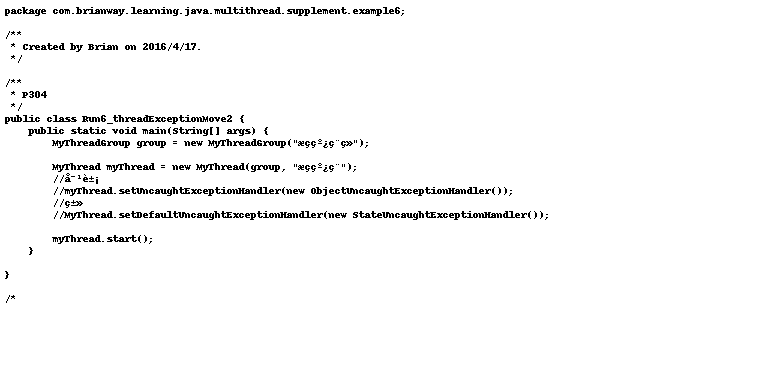 package com.brianway.learning.java.multithread.supplement.example6;
/**
* Created by Brian on 2016/4/17.
*/
/**
* P304
*/
public class Run6_threadExceptionMove2 {
public static void main(String[] args) {
MyThreadGroup group = new MyThreadGroup("æçº¿ç¨ç»");
MyThread myThread = new MyThread(group, "æçº¿ç¨");
//å¯¹è±¡
//myThread.setUncaughtExceptionHandler(new ObjectUncaughtExceptionHandler());
//ç±»
//MyThread.setDefaultUncaughtExceptionHandler(new StateUncaughtExceptionHandler());
myThread.start();
}
}
/*